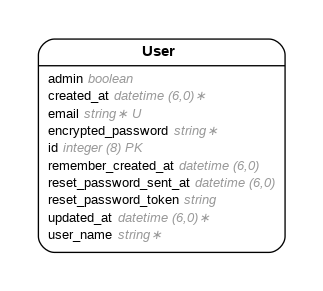 User
admin boolean
created_at datetime (6,0) ∗
email string ∗ U
encrypted_password string ∗
id integer (8) PK
remember_created_at datetime (6,0)
reset_password_sent_at datetime (6,0)
reset_password_token string
updated_at datetime (6,0) ∗
user_name string ∗